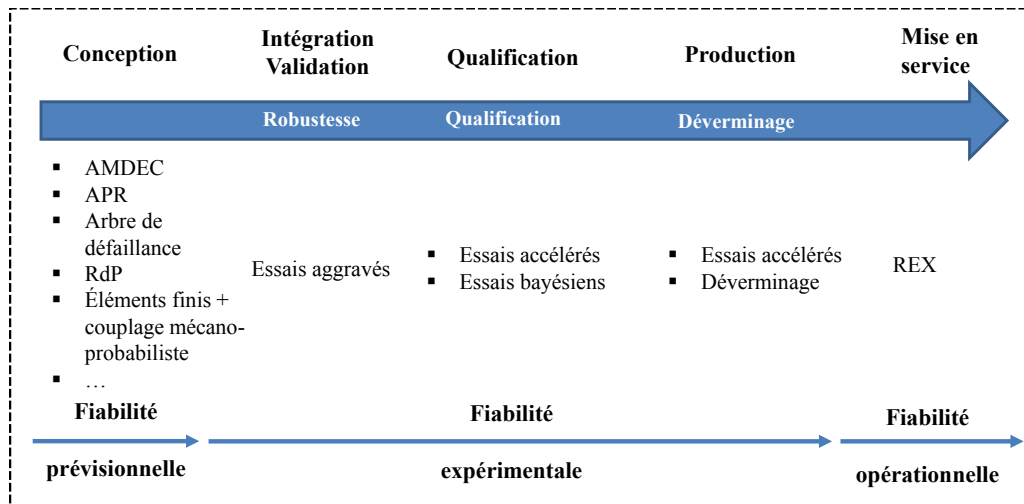 Conception
Intégration
Validation
Qualification
Production
Mise en
service
Robustesse
Qualification
Déverminage
▪ AMDEC
▪ APR
▪ Arbre de
défaillance
▪ RdP
▪ Éléments finis +
couplage mécano-
probabiliste
▪ …
Essais aggravés
▪ Essais accélérés
▪ Essais bayésiens
▪ Essais accélérés
▪ Déverminage
REX
Fiabilité
prévisionnelle
Fiabilité
expérimentale
Fiabilité
opérationnelle